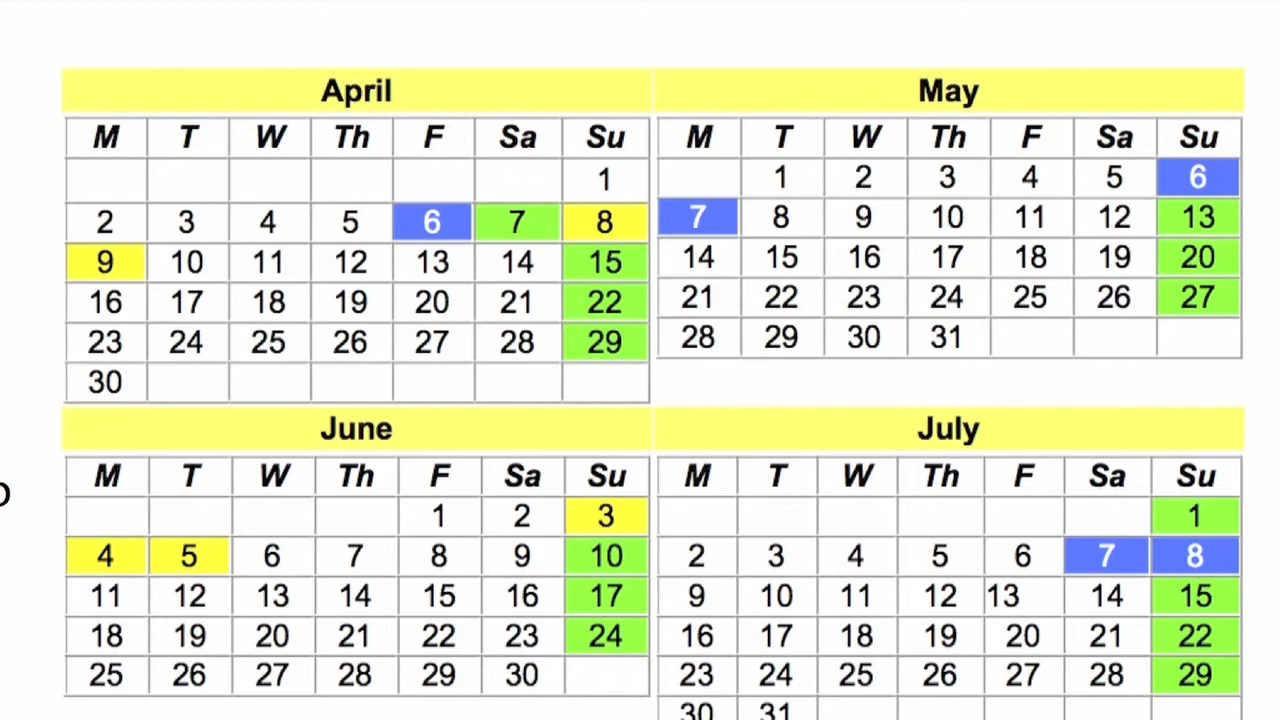 April
M T W Th F Sa Su
1
2 3 4 5 6 7 8
9 10 11 12 13 14 15
16 17 18 19 20 21 22
23 24 25 26 27 28 29
30
May
M T W Th F Sa Su
1 2 3 4 5 6
7 8 9 10 11 12 13
14 15 16 17 18 19 20
21 22 23 24 25 26 27
28 29 30 31
June
M T W Th F Sa Su
1 2 3
4 5 6 7 8 9 10
11 12 13 14 15 16 17
18 19 20 21 22 23 24
25 26 27 28 29 30
July
M T W Th F Sa Su
1
2 3 4 5 6 7 8
9 10 11 12 13 14 15
16 17 18 19 20 21 22
23 24 25 26 27 28 29
30 31